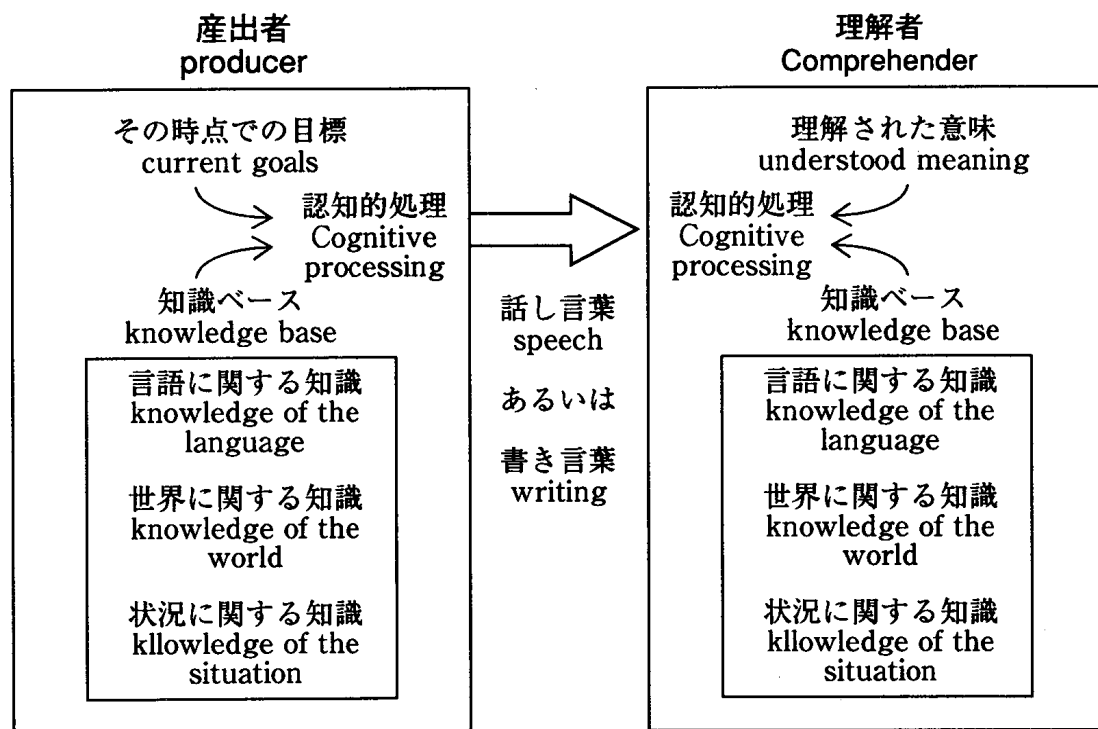 産出者
producer
その時点での目標
current goals
認知的処理
Cognitive
processing
知識ベース
knowledge base
言語に関する知識
knowledge of the
language
世界に関する知識
knowledge of the
world
状況に関する知識
kllowledge of the
situation
話し言葉
speech
あるいは
書き言葉
writing
理解者
Comprehender
理解された意味
understood meaning
認知的処理
Cognitive
processing
知識ベース
knowledge base
言語に関する知識
knowledge of the
language
世界に関する知識
knowledge of the
world
状況に関する知識
kllowledge of the
situation